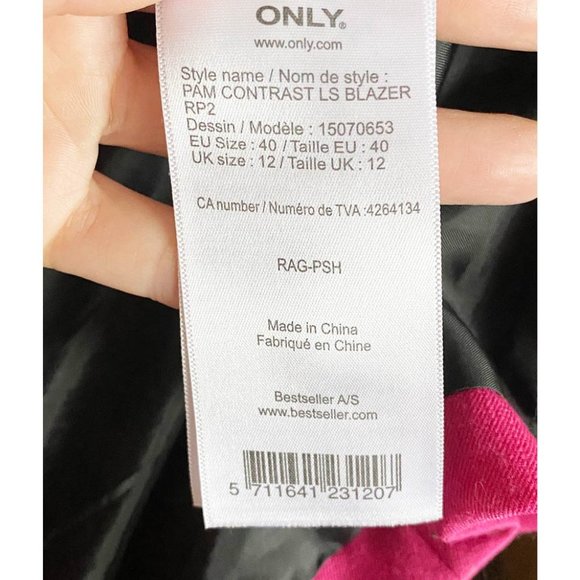 ONLY®
www.only.com
Style name / Nom de style :
PAM CONTRAST LS BLAZER
RP2
Dessin / Modèle : 15070653
EU Size : 40 / Taille EU : 40
UK size : 12 / Taille UK : 12
CA number / Numéro de TVA :4264134
RAG-PSH
Made in China
Fabriqué en Chine
Bestseller A/S
www.bestseller.com
5 711641 231207